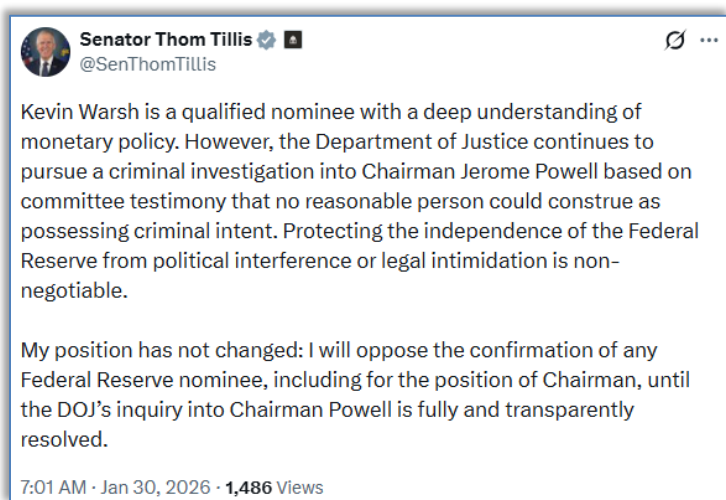 Senator Thom Tillis
@SenThomTillis
Kevin Warsh is a qualified nominee with a deep understanding of
monetary policy. However, the Department of Justice continues to
pursue a criminal investigation into Chairman Jerome Powell based on
committee testimony that no reasonable person could construe as
possessing criminal intent. Protecting the independence of the Federal
Reserve from political interference or legal intimidation is non-
negotiable.
My position has not changed: I will oppose the confirmation of any
Federal Reserve nominee, including for the position of Chairman, until
the DOJ’s inquiry into Chairman Powell is fully and transparently
resolved.
7:01 AM · Jan 30, 2026 · 1,486 Views